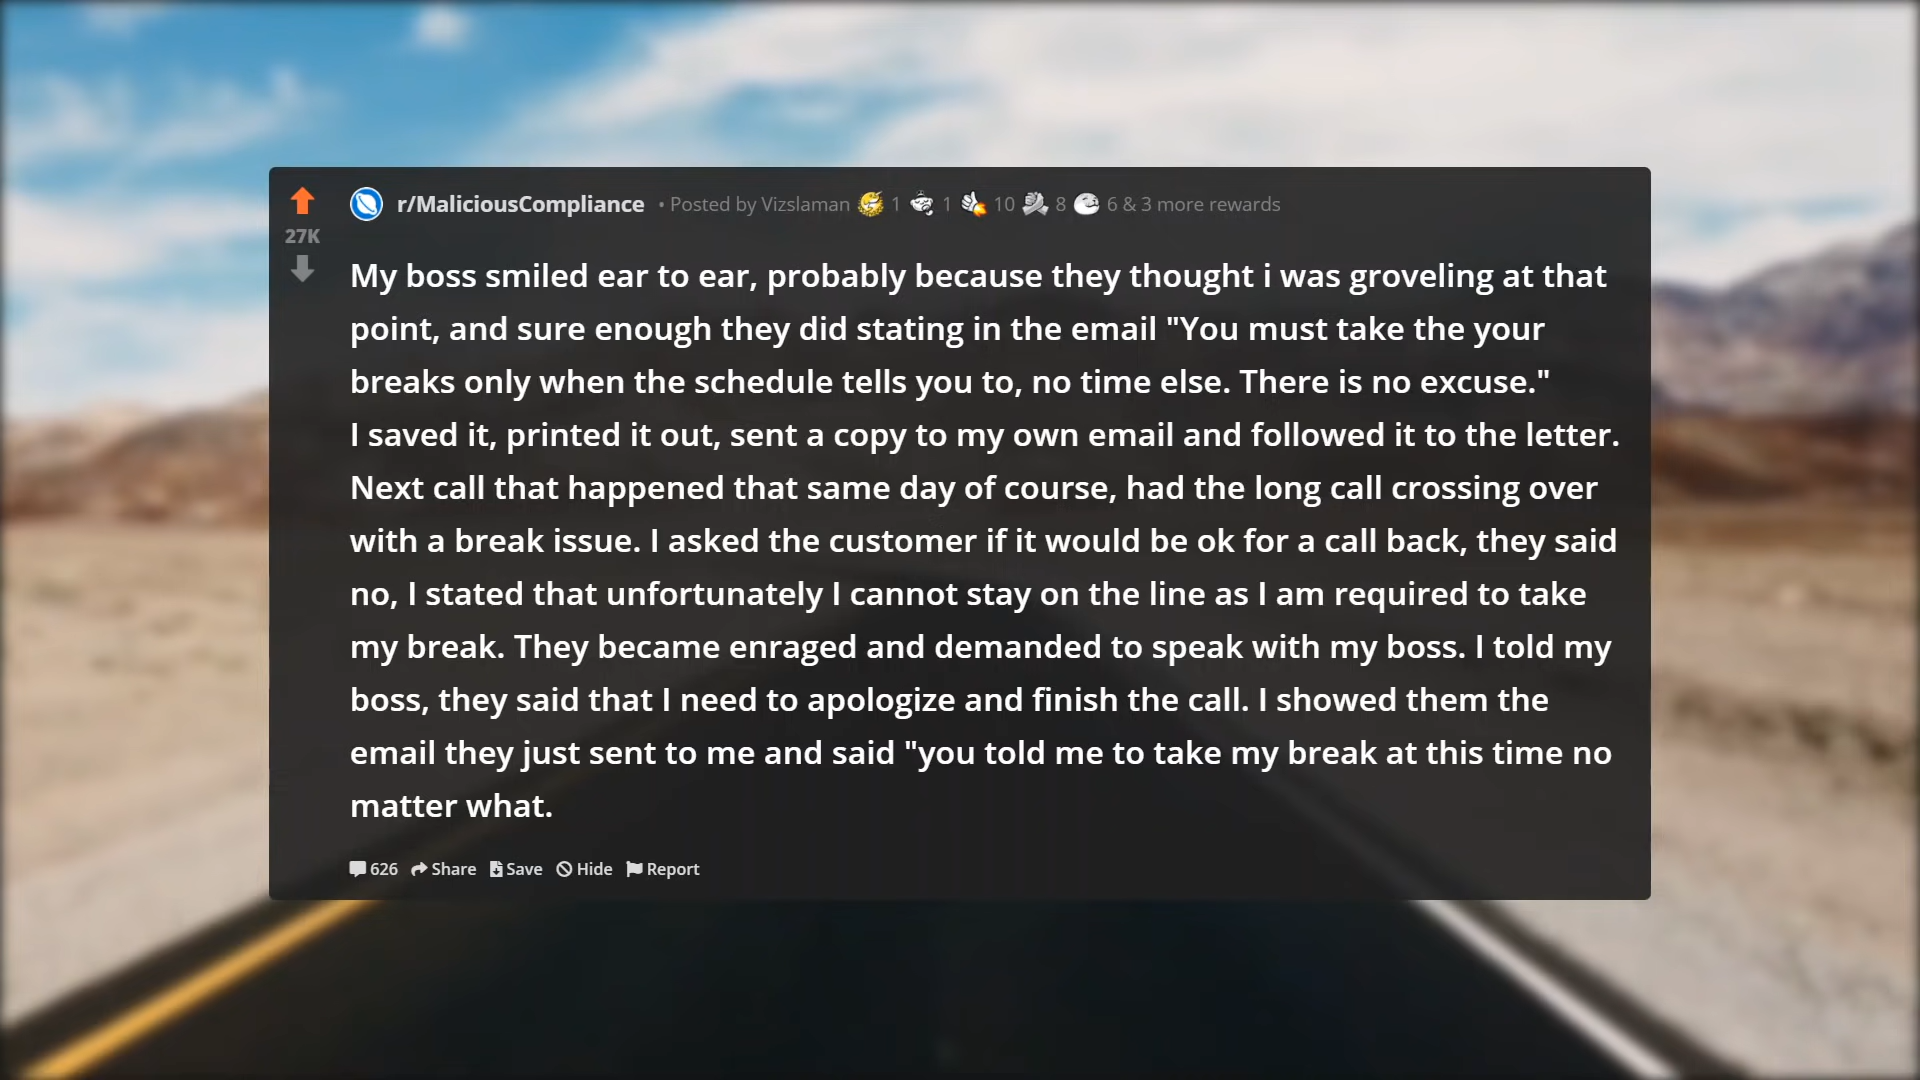 r/MaliciousCompliance • Posted by Vizslaman 1 1 10 8 6 & 3 more rewards
27K
My boss smiled ear to ear, probably because they thought i was groveling at that
point, and sure enough they did stating in the email "You must take the your
breaks only when the schedule tells you to, no time else. There is no excuse."
I saved it, printed it out, sent a copy to my own email and followed it to the letter.
Next call that happened that same day of course, had the long call crossing over
with a break issue. I asked the customer if it would be ok for a call back, they said
no, I stated that unfortunately I cannot stay on the line as I am required to take
my break. They became enraged and demanded to speak with my boss. I told my
boss, they said that I need to apologize and finish the call. I showed them the
email they just sent to me and said "you told me to take my break at this time no
matter what.
626 Share Save Hide Report